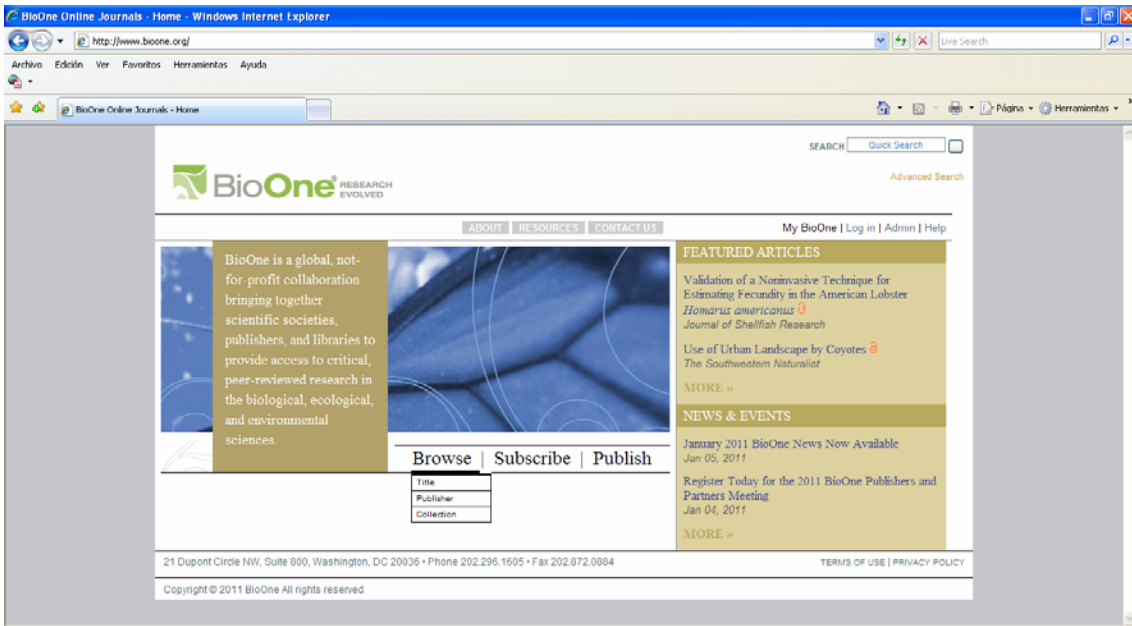 BioOne Online Journals - Home - Windows Internet Explorer
http://www.bioone.org/
Live Search
Archivo Edición Ver Favoritos Herramientas Ayuda
BioOne Online Journals - Home
Página Herramientas
SEARCH Quick Search
Advanced Search
BioOne® RESEARCH
EVOLVED
ABOUT RESOURCES CONTACT US
My BioOne | Log in | Admin | Help
BioOne is a global, not-
for-profit collaboration
bringing together
scientific societies,
publishers, and libraries to
provide access to critical,
peer-reviewed research in
the biological, ecological,
and environmental
sciences.
Browse | Subscribe | Publish
Title
Publisher
Collection
FEATURED ARTICLES
Validation of a Noninvasive Technique for
Estimating Fecundity in the American Lobster
Homarus americanus
Journal of Shellfish Research
Use of Urban Landscape by Coyotes
The Southwestern Naturalist
MORE »
NEWS & EVENTS
January 2011 BioOne News Now Available
Jan 05, 2011
Register Today for the 2011 BioOne Publishers and
Partners Meeting
Jan 04, 2011
MORE »
21 Dupont Circle NW, Suite 800, Washington, DC 20036 • Phone 202.296.1605 • Fax 202.872.0884
TERMS OF USE | PRIVACY POLICY
Copyright © 2011 BioOne All rights reserved